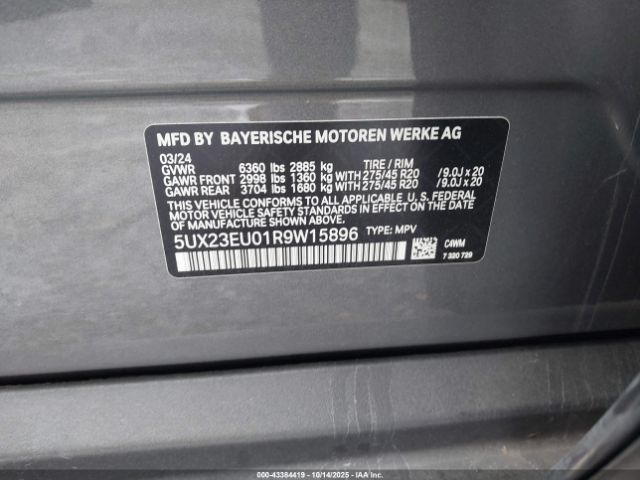 MFD BY BAYERISCHE MOTOREN WERKE AG
03/24
GVWR 6360 lbs 2885 kg TIRE / RIM
GAWR FRONT 2998 lbs 1360 kg WITH 275/45 R20 / 9.0J x 20
GAWR REAR 3704 lbs 1680 kg WITH 275/45 R20 / 9.0J x 20
THIS VEHICLE CONFORMS TO ALL APPLICABLE U. S. FEDERAL
MOTOR VEHICLE SAFETY STANDARDS IN EFFECT ON THE
DATE OF MANUFACTURE SHOWN ABOVE.
5UX23EU01R9W15896 TYPE: MPV
C4WM
7 320 729
000-43384419 | 10/14/2025 | COPART